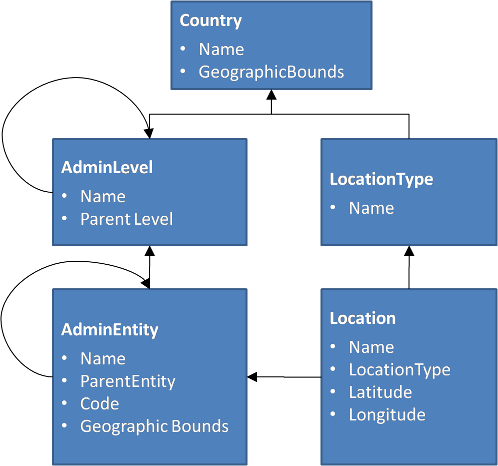 Country
• Name
• GeographicBounds
AdminLevel
• Name
• Parent Level
LocationType
• Name
AdminEntity
• Name
• ParentEntity
• Code
• Geographic Bounds
Location
• Name
• LocationType
• Latitude
• Longitude